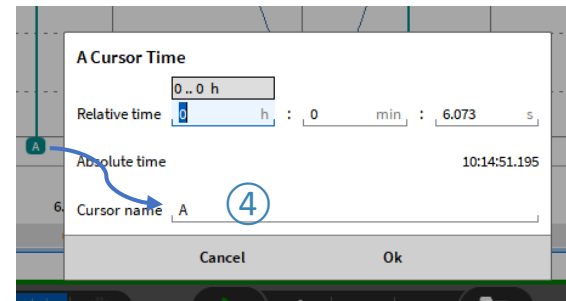 A Cursor Time
0 .. 0 h
Relative time 0 h : 0 min : 6.073 s
A
Absolute time 10:14:51.195
6.
Cursor name A ④
Cancel Ok